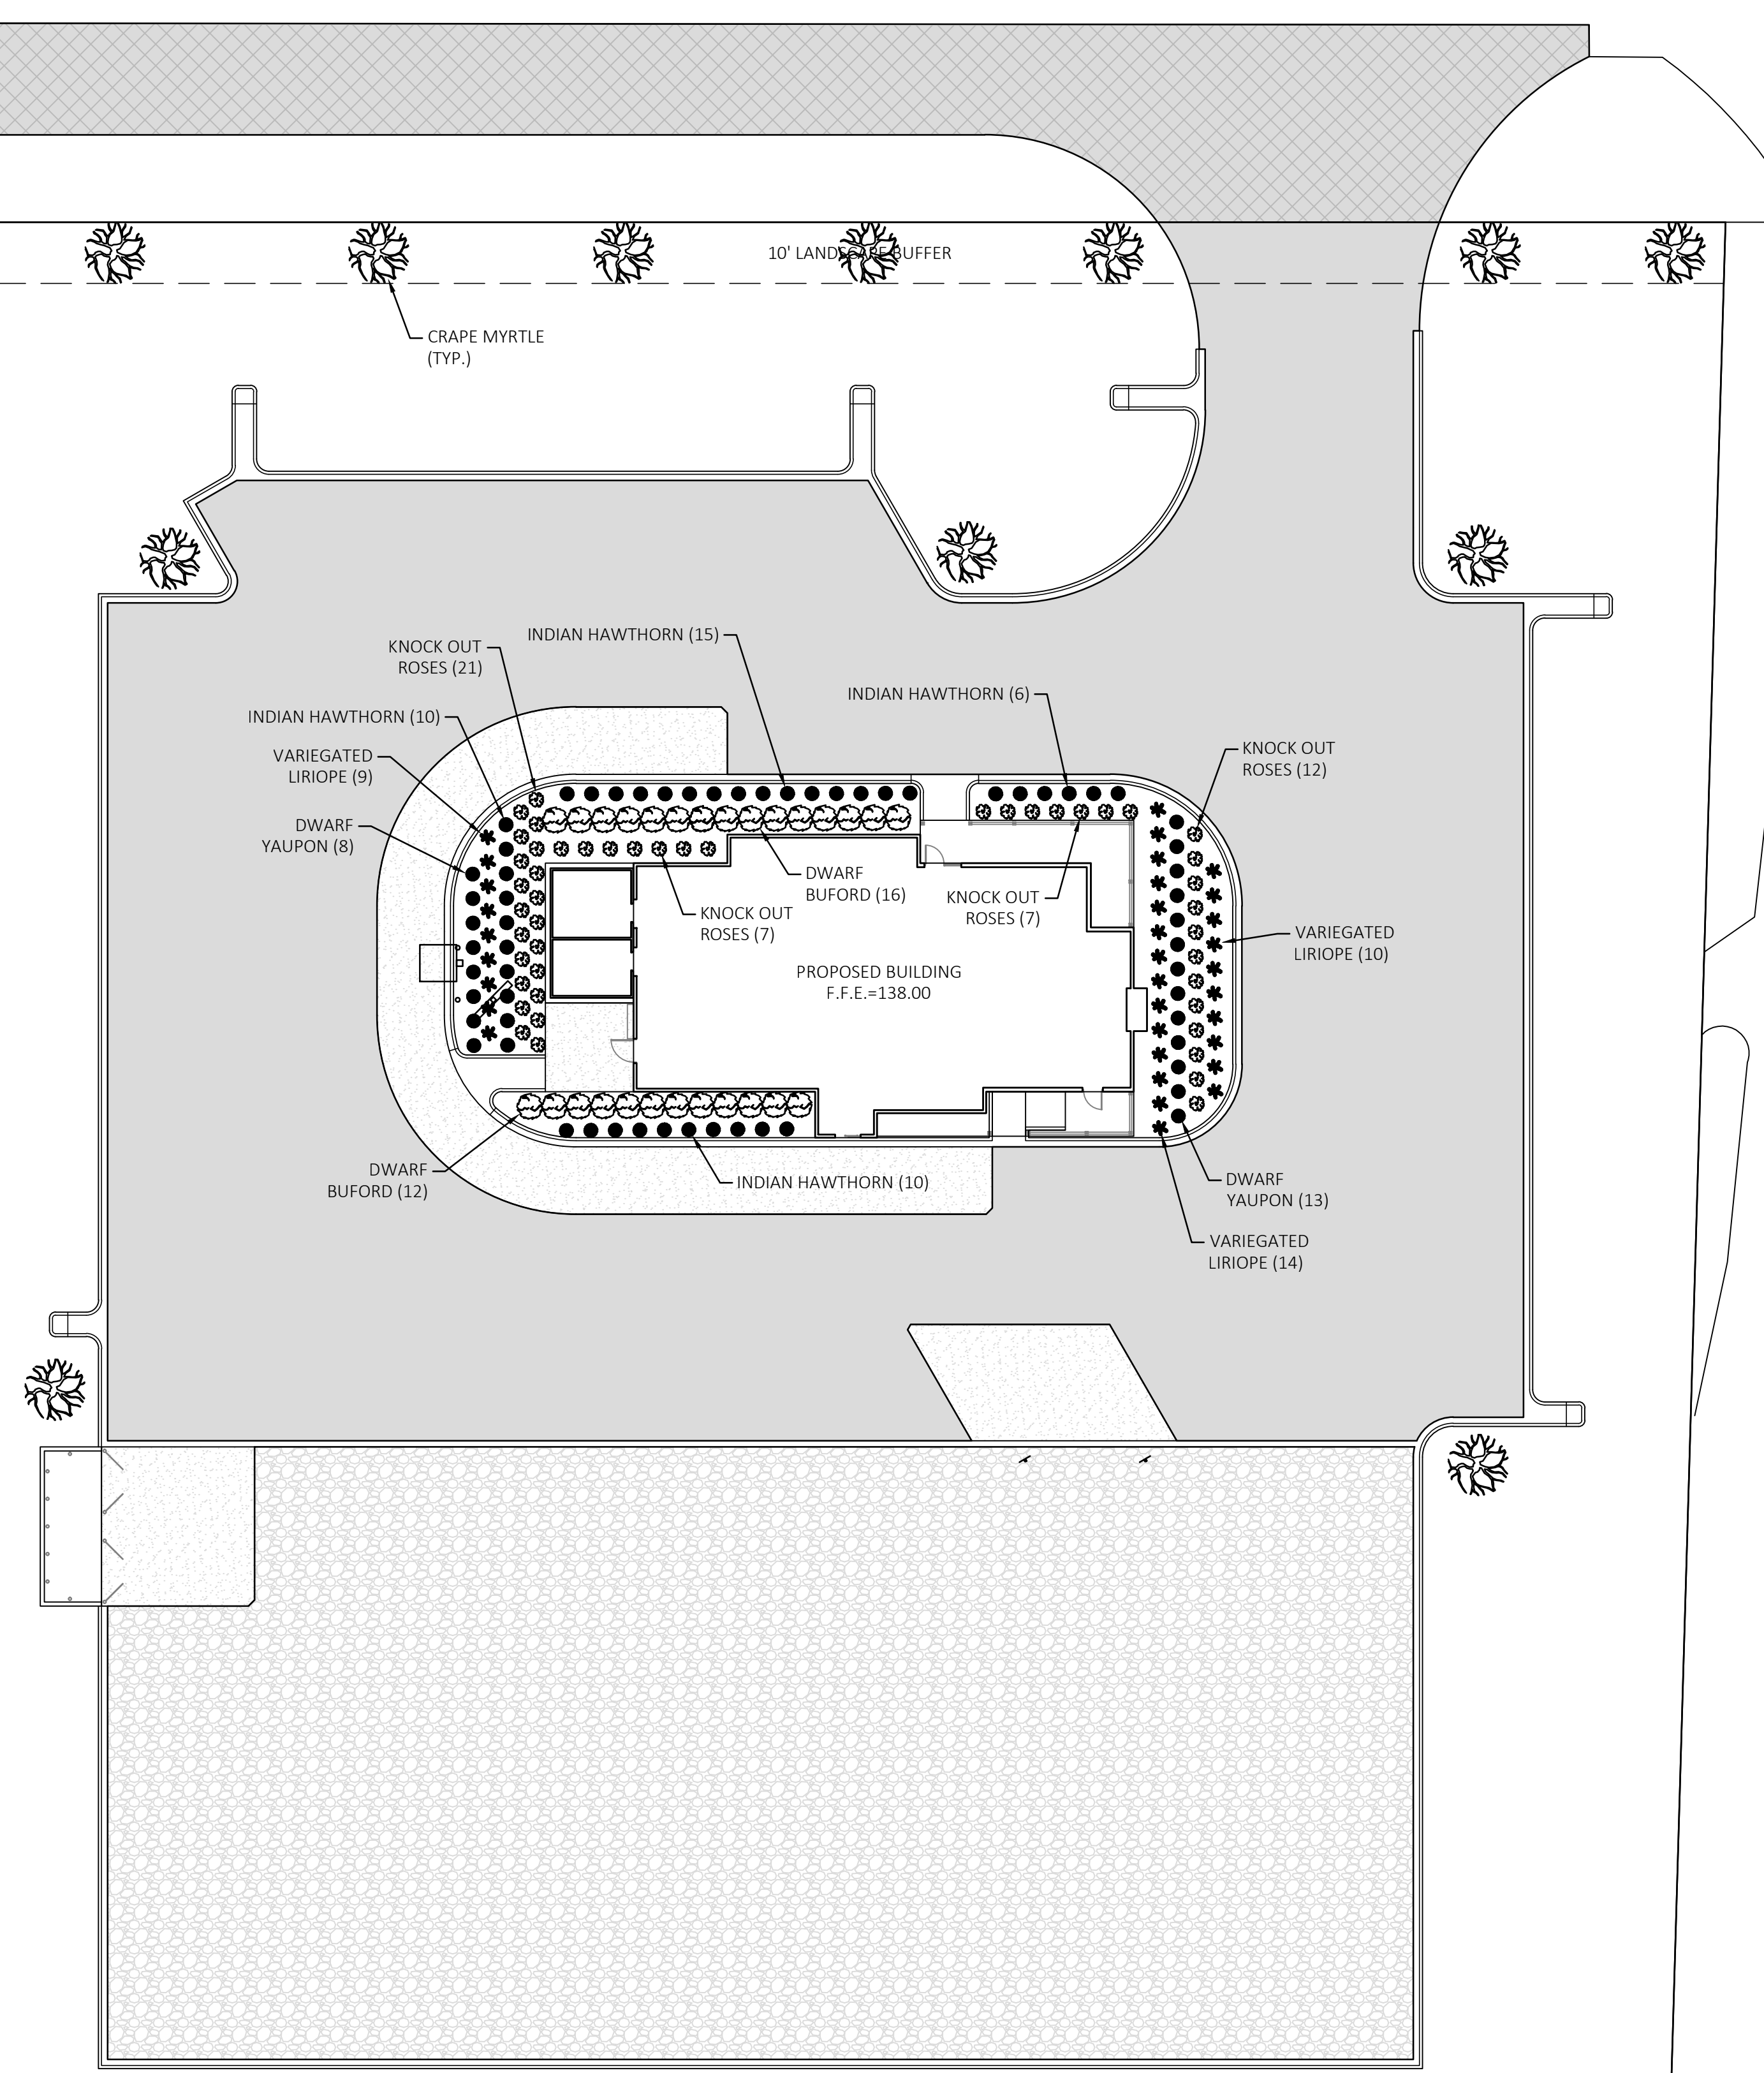 10' LANDSCAPE BUFFER
CRAPE MYRTLE
(TYP.)
INDIAN HAWTHORN (15)
KNOCK OUT
ROSES (21)
INDIAN HAWTHORN (6)
INDIAN HAWTHORN (10)
KNOCK OUT
ROSES (12)
VARIEGATED
LIRIOPE (9)
DWARF
YAUPON (8)
DWARF
BUFORD (16)
KNOCK OUT
ROSES (7)
KNOCK OUT
ROSES (7)
VARIEGATED
LIRIOPE (10)
PROPOSED BUILDING
F.F.E.=138.00
DWARF
BUFORD (12)
INDIAN HAWTHORN (10)
DWARF
YAUPON (13)
VARIEGATED
LIRIOPE (14)